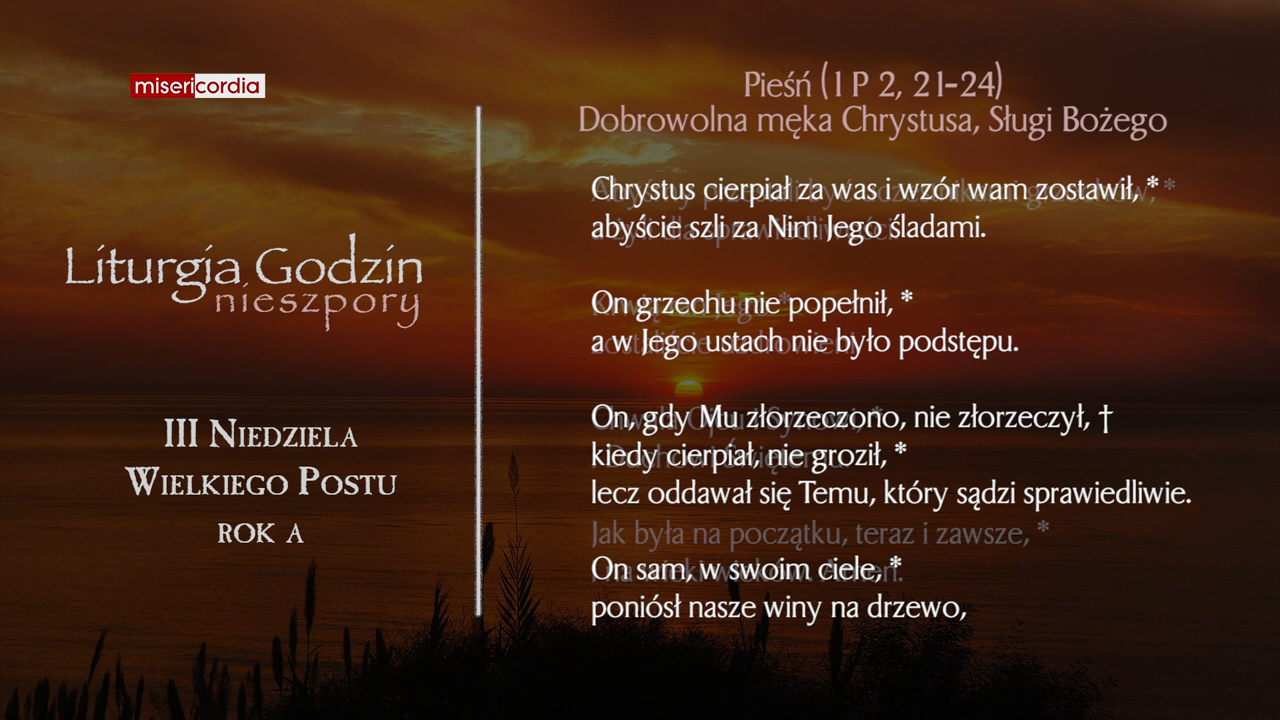 misericordia
Liturgia Godzin
nieszpory
III Niedziela
Wielkiego Postu
rok A
Pieśń (1 P 2, 21-24)
Dobrowolna męka Chrystusa, Sługi Bożego
Chrystus cierpiał za was i wzór wam zostawił, *
abyście szli za Nim Jego śladami.
On grzechu nie popełnił, *
a w Jego ustach nie było podstępu.
On, gdy Mu złorzeczono, nie złorzeczył, †
kiedy cierpiał, nie groził, *
lecz oddawał się Temu, który sądzi sprawiedliwie.
Jak była na początku, teraz i zawsze, *
On sam, w swoim ciele, *
poniósł nasze winy na drzewo,